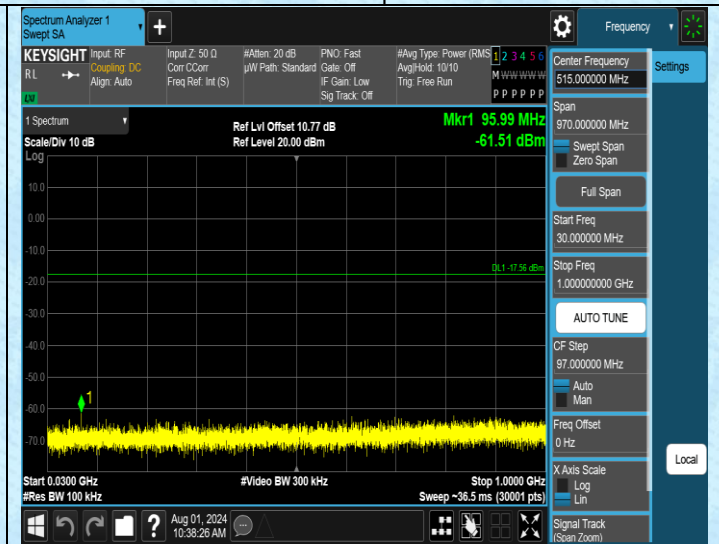 Spectrum Analyzer 1
Swept SA
+
Frequency
KEYSIGHT
RL
LXI
Input: RF
Coupling: DC
Align: Auto
Input Z: 50 Ω
Corr CCorr
Freq Ref: Int (S)
#Atten: 20 dB
µW Path: Standard
PNO: Fast
Gate: Off
IF Gain: Low
Sig Track: Off
#Avg Type: Power (RMS
Avg|Hold: 10/10
Trig: Free Run
1 2 3 4 5 6
M W W W W W
P P P P P P
1 Spectrum
Scale/Div 10 dB
Log
Ref Lvl Offset 10.77 dB
Ref Level 20.00 dBm
Mkr1 95.99 MHz
-61.51 dBm
10.0
0.00
-10.0
-20.0
-30.0
-40.0
-50.0
-60.0
-70.0
DL1 -17.56 dBm
1
Start 0.0300 GHz
#Res BW 100 kHz
#Video BW 300 kHz
Stop 1.0000 GHz
Sweep ~36.5 ms (30001 pts)
Center Frequency
515.000000 MHz
Settings
Span
970.000000 MHz
Swept Span
Zero Span
Full Span
Start Freq
30.000000 MHz
Stop Freq
1.000000000 GHz
AUTO TUNE
CF Step
97.000000 MHz
Auto
Man
Freq Offset
0 Hz
X Axis Scale
Log
Lin
Local
Signal Track
(Span Zoom)
?
Aug 01, 2024
10:38:26 AM